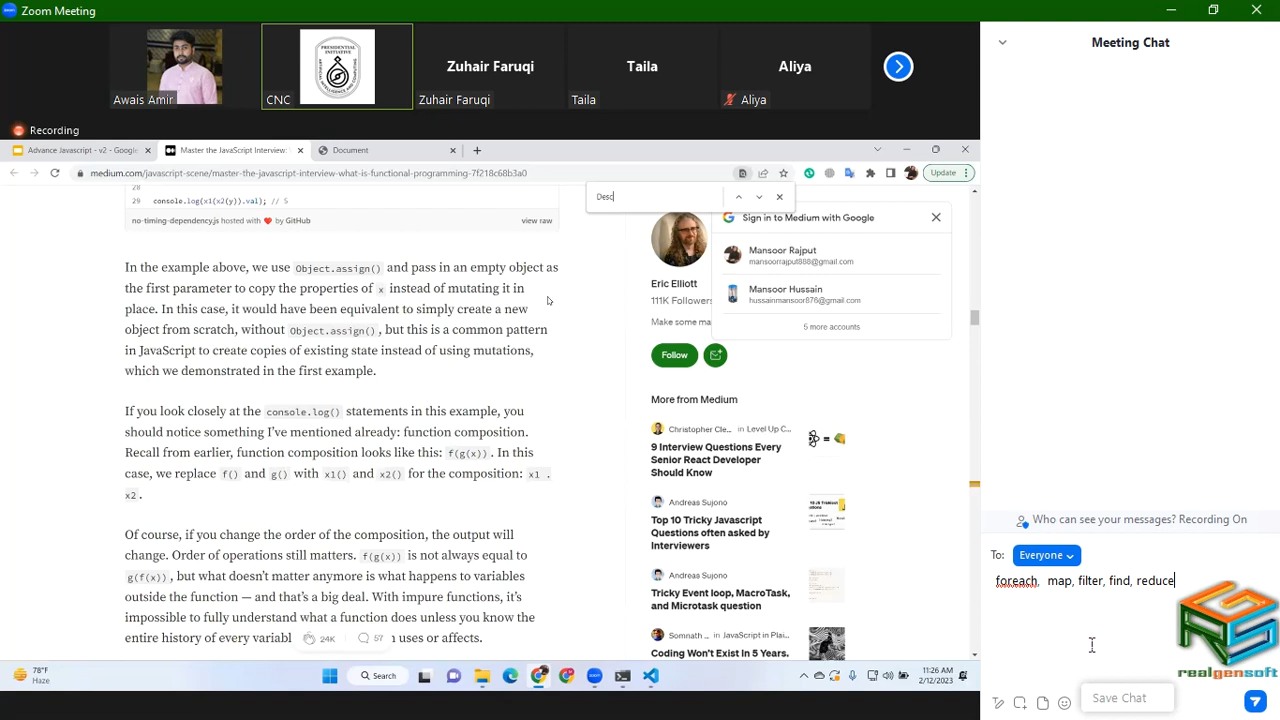 Zoom Meeting
PRESIDENTIAL
INITIATIVE
Zuhair Faruqi
Taila
Aliya
Awais Amir
CNC
Zuhair Faruqi
Taila
Aliya
Recording
Advance Javascript - v2 - Google
Master the JavaScript Interview:
Document
medium.com/javascript-scene/master-the-javascript-interview-what-is-functional-programming-7f218c68b3a0
Update
Desc
28
29 console.log(x1(x2(y)).val); // 5
no-timing-dependency.js hosted with ❤ by GitHub
view raw
In the example above, we use Object.assign() and pass in an empty object as
the first parameter to copy the properties of x instead of mutating it in
place. In this case, it would have been equivalent to simply create a new
object from scratch, without Object.assign(), but this is a common pattern
in JavaScript to create copies of existing state instead of using mutations,
which we demonstrated in the first example.
If you look closely at the console.log() statements in this example, you
should notice something I've mentioned already: function composition.
Recall from earlier, function composition looks like this: f(g(x)). In this
case, we replace f() and g() with x1() and x2() for the composition: x1 .
x2 .
Of course, if you change the order of the composition, the output will
change. Order of operations still matters. f(g(x)) is not always equal to
g(f(x)), but what doesn't matter anymore is what happens to variables
outside the function — and that's a big deal. With impure functions, it's
impossible to fully understand what a function does unless you know the
entire history of every variabl
24K
57
uses or affects.
Sign in to Medium with Google
Mansoor Rajput
mansoorrajput888@gmail.com
Mansoor Hussain
hussainmansoor876@gmail.com
5 more accounts
Eric Elliott
111K Followers
Make some ma
Follow
More from Medium
Christopher Cle... in Level Up C...
9 Interview Questions Every
Senior React Developer
Should Know
Andreas Sujono
Top 10 Tricky Javascript
Questions often asked by
Interviewers
Andreas Sujono
Tricky Event loop, MacroTask,
and Microtask question
Somnath ... in JavaScript in Plai...
Coding Won't Exist In 5 Years.
78°F
Haze
Search
11:26 AM
2/12/2023
Meeting Chat
Who can see your messages? Recording On
To: Everyone
foreach, map, filter, find, reduce
Save Chat
realgensoft